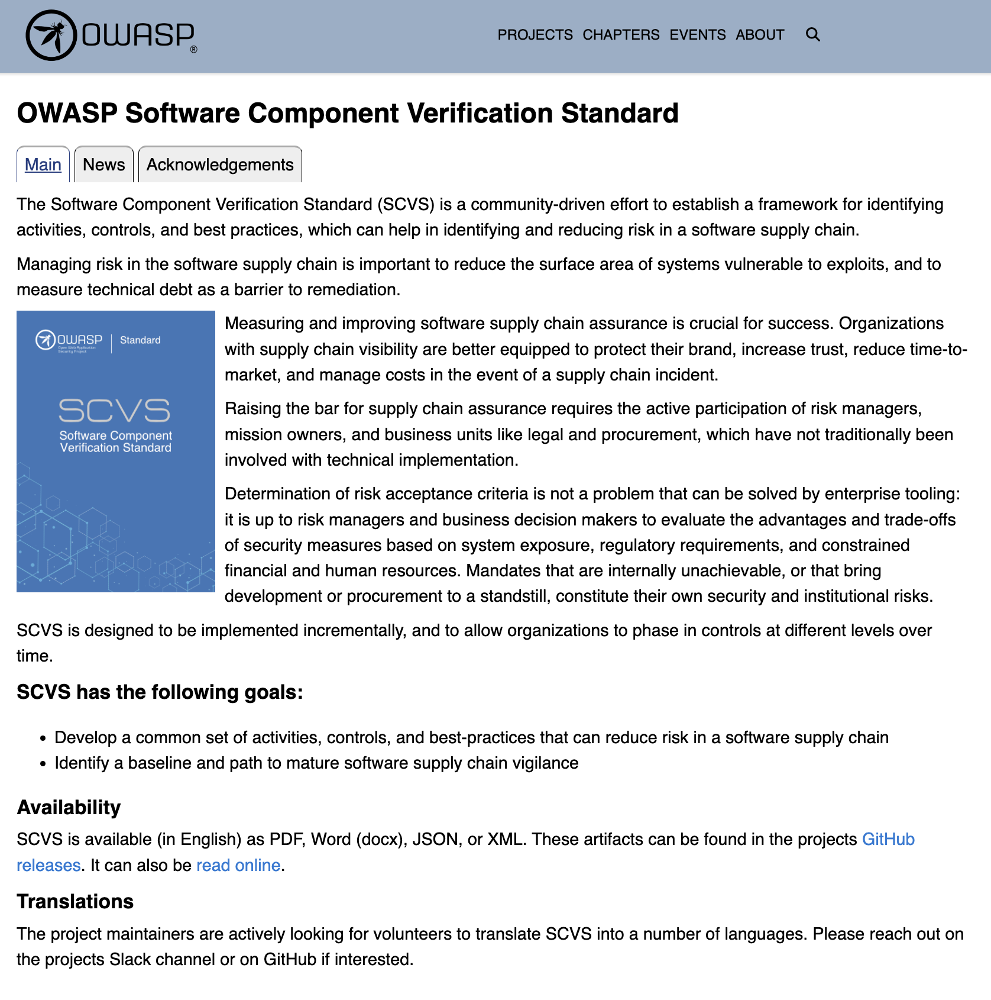 OWASP®
PROJECTS CHAPTERS EVENTS ABOUT
OWASP Software Component Verification Standard
Main
News
Acknowledgements
The Software Component Verification Standard (SCVS) is a community-driven effort to establish a framework for identifying
activities, controls, and best practices, which can help in identifying and reducing risk in a software supply chain.
Managing risk in the software supply chain is important to reduce the surface area of systems vulnerable to exploits, and to
measure technical debt as a barrier to remediation.
OWASP
Open Web Application
Security Project
Standard
SCVS
Software Component
Verification Standard
Measuring and improving software supply chain assurance is crucial for success. Organizations
with supply chain visibility are better equipped to protect their brand, increase trust, reduce time-to-
market, and manage costs in the event of a supply chain incident.
Raising the bar for supply chain assurance requires the active participation of risk managers,
mission owners, and business units like legal and procurement, which have not traditionally been
involved with technical implementation.
Determination of risk acceptance criteria is not a problem that can be solved by enterprise tooling:
it is up to risk managers and business decision makers to evaluate the advantages and trade-offs
of security measures based on system exposure, regulatory requirements, and constrained
financial and human resources. Mandates that are internally unachievable, or that bring
development or procurement to a standstill, constitute their own security and institutional risks.
SCVS is designed to be implemented incrementally, and to allow organizations to phase in controls at different levels over
time.
SCVS has the following goals:
• Develop a common set of activities, controls, and best-practices that can reduce risk in a software supply chain
• Identify a baseline and path to mature software supply chain vigilance
Availability
SCVS is available (in English) as PDF, Word (docx), JSON, or XML. These artifacts can be found in the projects GitHub
releases. It can also be read online.
Translations
The project maintainers are actively looking for volunteers to translate SCVS into a number of languages. Please reach out on
the projects Slack channel or on GitHub if interested.